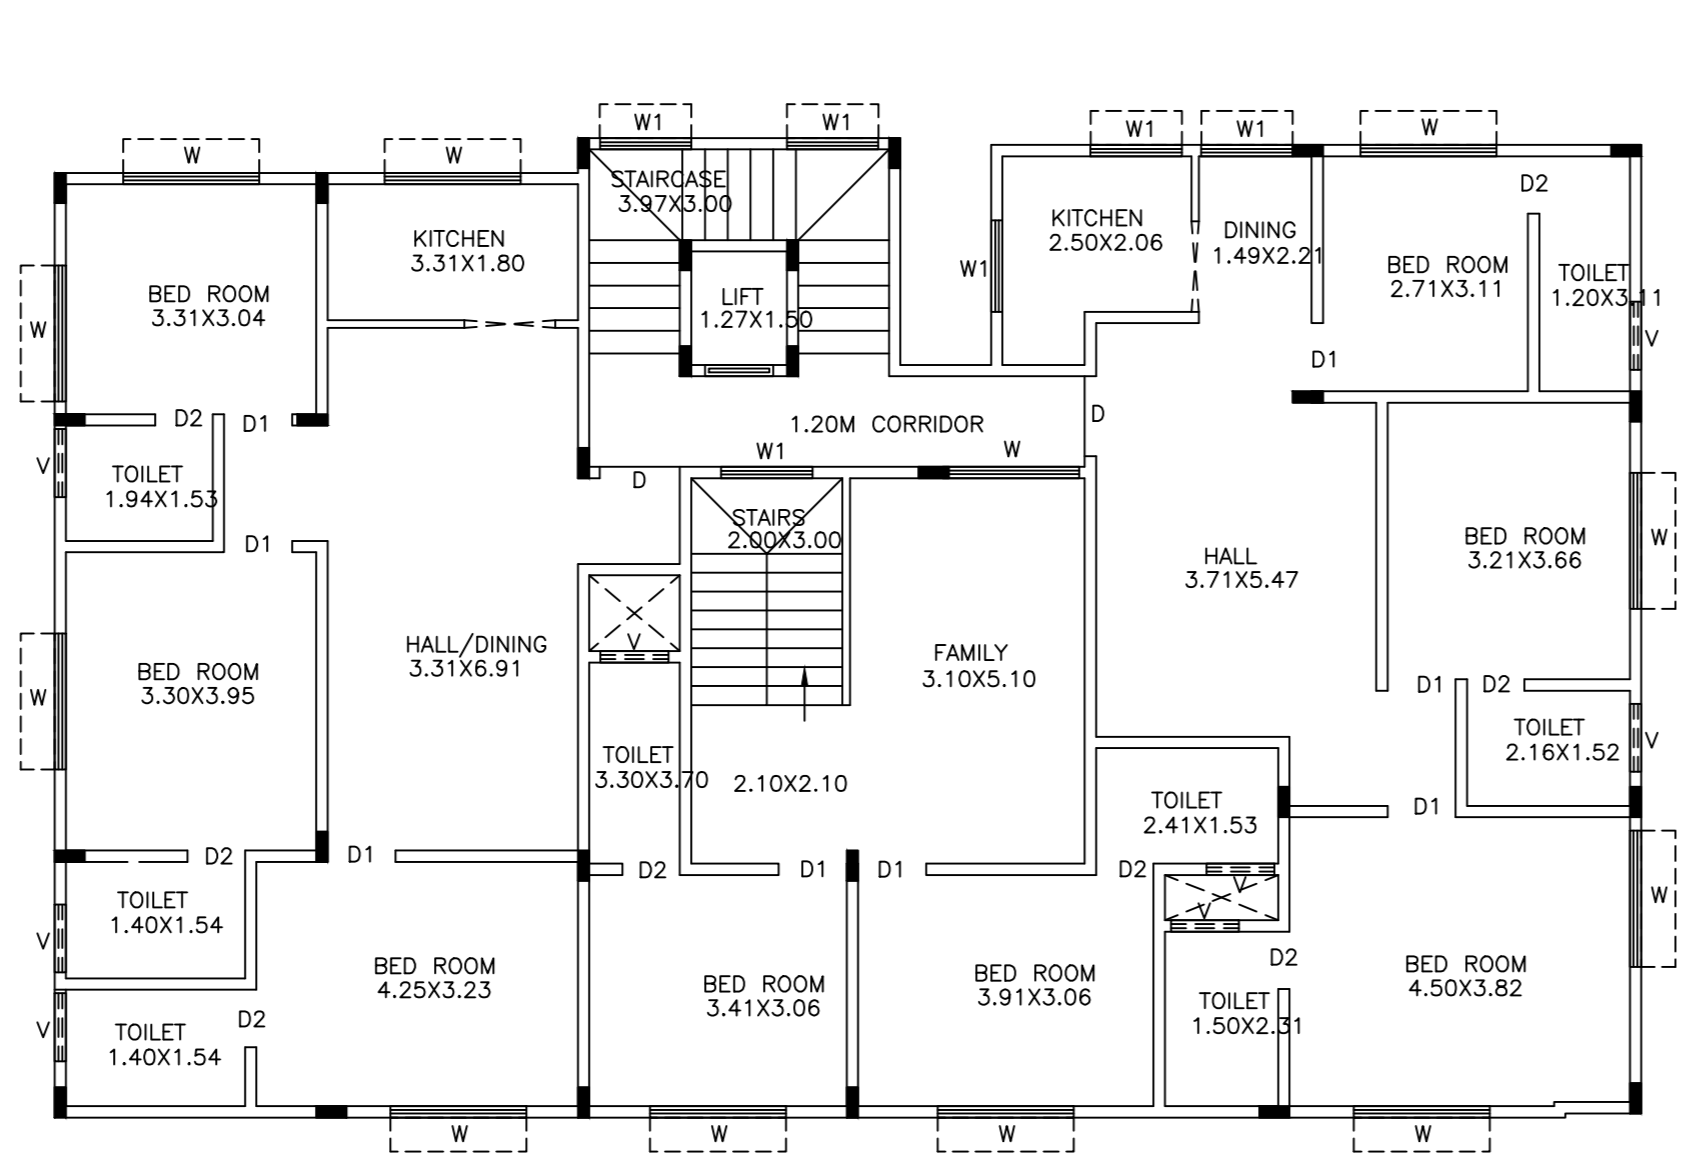 W1
W1
W1
W1
W
W
W
STAIRCASE
3.97X3.00
D2
KITCHEN
2.50X2.06
DINING
1.49X2.21
KITCHEN
3.31X1.80
W1
BED ROOM
2.71X3.11
TOILET
1.20X3.11
BED ROOM
3.31X3.04
LIFT
1.27X1.50
W
V
D1
D2
D1
1.20M CORRIDOR
D
W1
W
V
TOILET
1.94X1.53
D
STAIRS
2.00X3.00
D1
HALL
3.71X5.47
BED ROOM
3.21X3.66
W
HALL/DINING
3.31X6.91
V
FAMILY
3.10X5.10
BED ROOM
3.30X3.95
W
D1
D2
TOILET
2.16X1.52
V
TOILET
3.30X3.70
2.10X2.10
TOILET
2.41X1.53
D1
D2
D1
D2
D1
D1
D2
V
V
W
TOILET
1.40X1.54
V
BED ROOM
4.25X3.23
BED ROOM
3.41X3.06
BED ROOM
3.91X3.06
D2
BED ROOM
4.50X3.82
TOILET
1.50X2.31
V
TOILET
1.40X1.54
D2
W
W
W
W